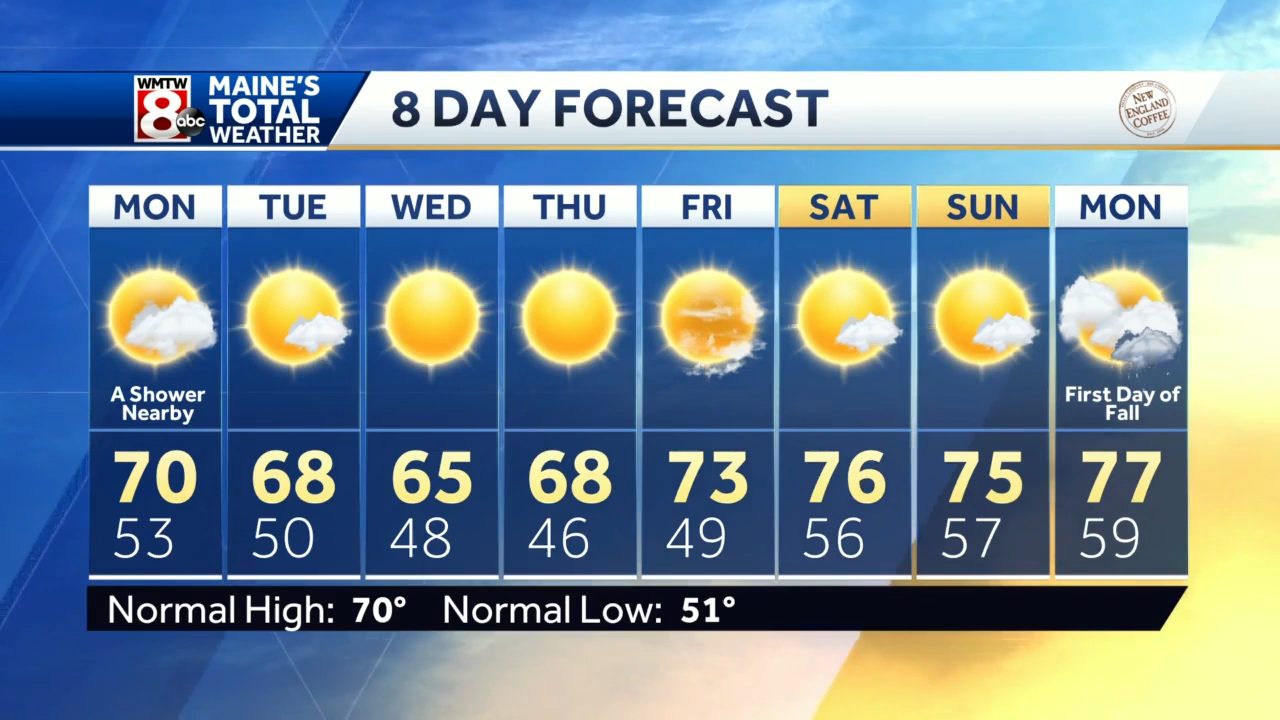 WMTW
8
abc
MAINE'S
TOTAL
WEATHER
8 DAY FORECAST
NEW
ENGLAND
COFFEE
MON TUE WED THU FRI SAT SUN MON
A Shower
Nearby
First Day of
Fall
70 68 65 68 73 76 75 77
53 50 48 46 49 56 57 59
Normal High: 70° Normal Low: 51°